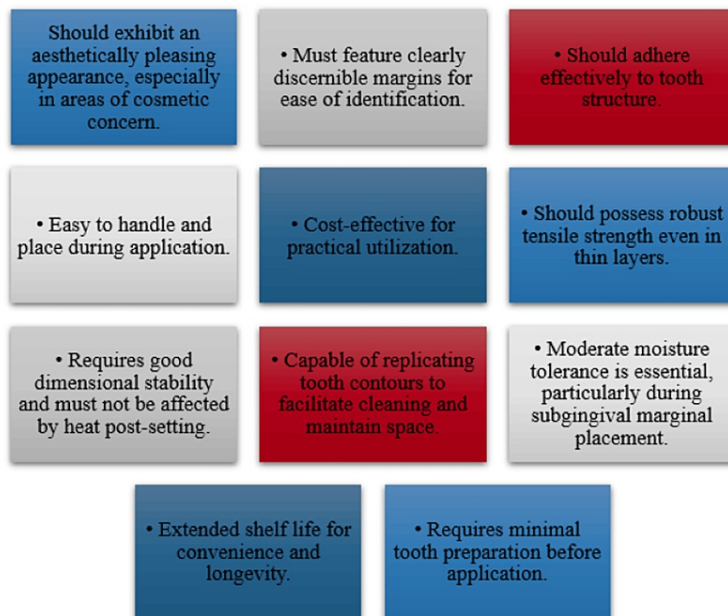 Should exhibit an
aesthetically pleasing
appearance, especially
in areas of cosmetic
concern.
• Must feature clearly
discernible margins for
ease of identification.
• Should adhere
effectively to tooth
structure.
• Easy to handle and
place during application.
• Cost-effective for
practical utilization.
• Should possess robust
tensile strength even in
thin layers.
• Requires good
dimensional stability
and must not be affected
by heat post-setting.
• Capable of replicating
tooth contours to
facilitate cleaning and
maintain space.
• Moderate moisture
tolerance is essential,
particularly during
subgingival marginal
placement.
• Extended shelf life for
convenience and
longevity.
• Requires minimal
tooth preparation before
application.